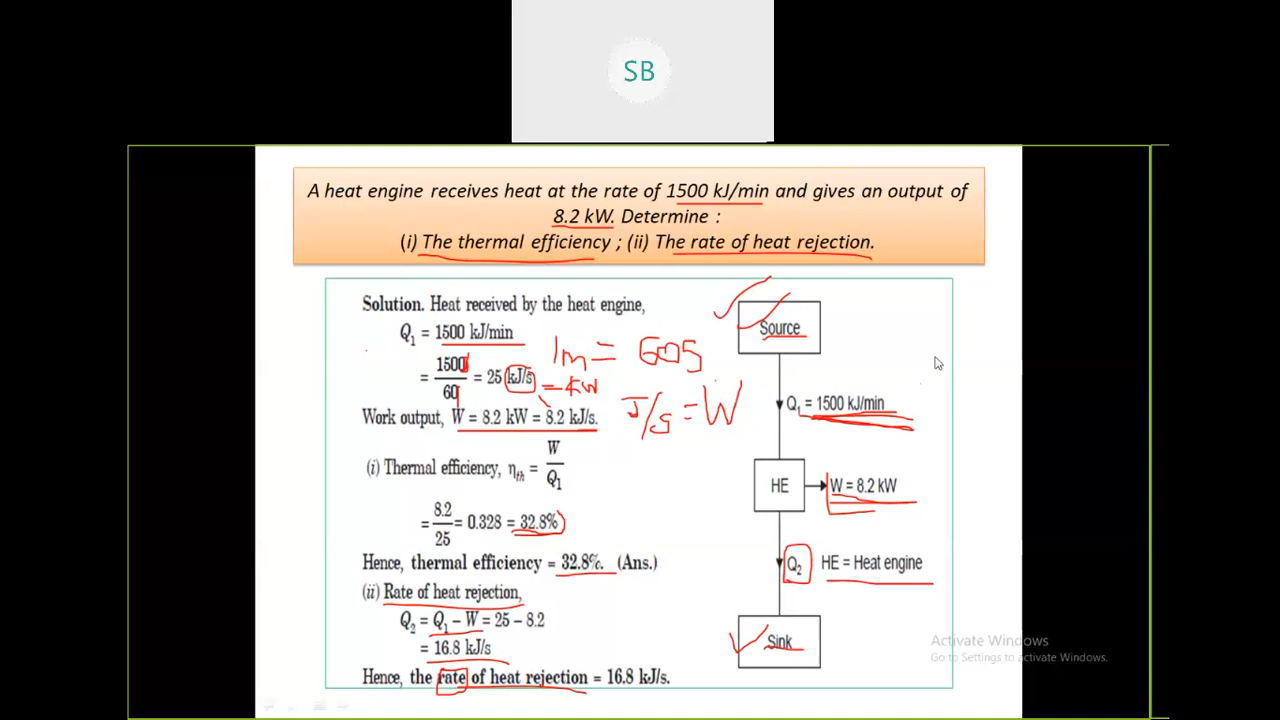 SB
A heat engine receives heat at the rate of 1500 kJ/min and gives an output of
8.2 kW. Determine :
(i) The thermal efficiency ; (ii) The rate of heat rejection.
Solution. Heat received by the heat engine,
Q1 = 1500 kJ/min
= 1500/60 = 25 kJ/s
= kW
1m = 60s
J/s = W
Work output, W = 8.2 kW = 8.2 kJ/s.
(i) Thermal efficiency, ηth = W/Q1
= 8.2/25 = 0.328 = 32.8%
Hence, thermal efficiency = 32.8%. (Ans.)
(ii) Rate of heat rejection,
Q2 = Q1 – W = 25 – 8.2
= 16.8 kJ/s
Hence, the rate of heat rejection = 16.8 kJ/s.
Source
Q1 = 1500 kJ/min
HE
W = 8.2 kW
Q2
HE = Heat engine
Sink
Activate Windows
Go to Settings to activate Windows.